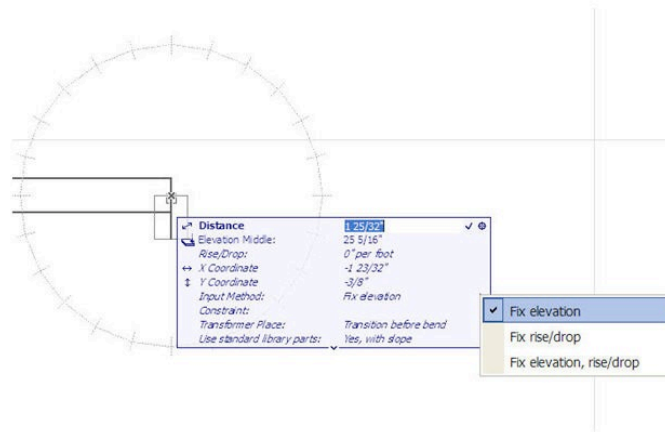 Distance 1 25/32"
Elevation Middle: 25 5/16"
Rise/Drop: 0" per foot
X Coordinate -1 23/32"
Y Coordinate -3/8"
Input Method: Fix elevation
Constraint:
Transformer Place: Transition before bend
Use standard library parts: Yes, with slope
Fix elevation
Fix rise/drop
Fix elevation, rise/drop